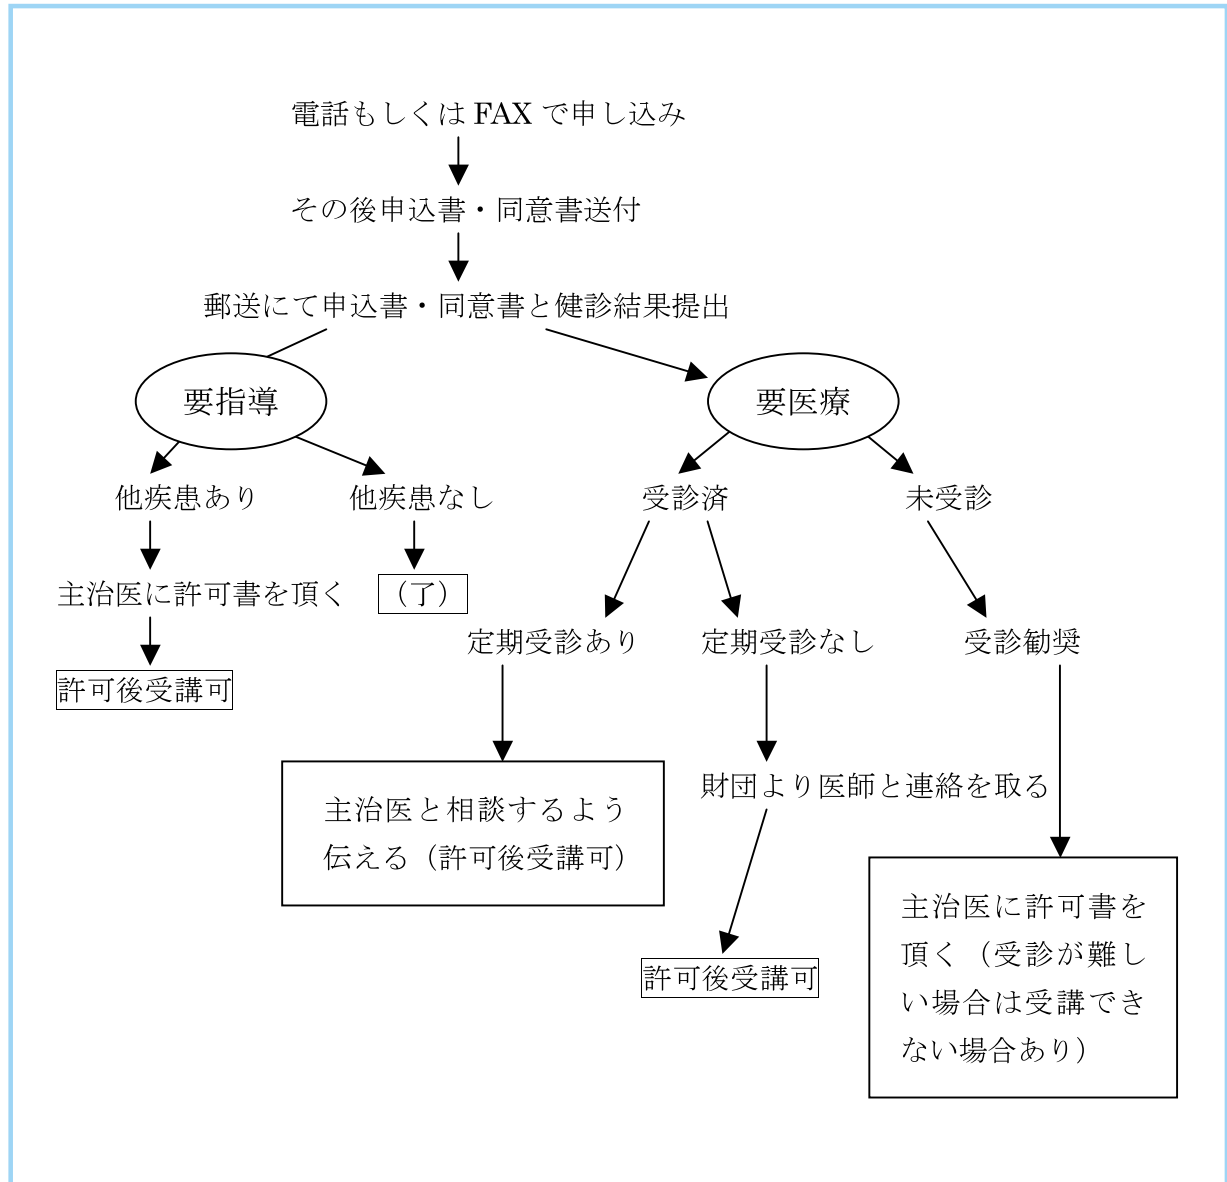 電話もしくは FAX で申し込み
その後申込書・同意書送付
郵送にて申込書・同意書と健診結果提出
要指導
要医療
他疾患あり
他疾患なし
受診済
未受診
主治医に許可書を頂く
（了）
定期受診あり
定期受診なし
受診勧奨
許可後受講可
財団より医師と連絡を取る
主治医と相談するよう
伝える（許可後受講可）
主治医に許可書を
頂く（受診が難し
い場合は受講でき
ない場合あり）
許可後受講可